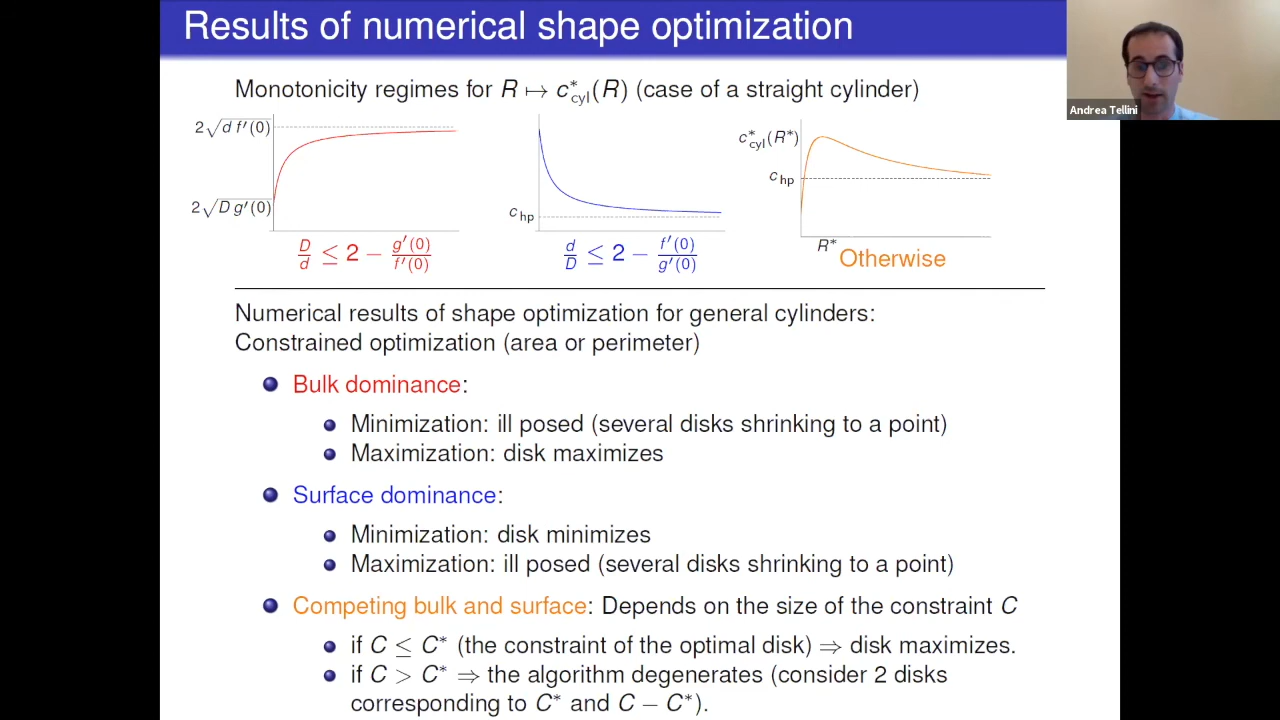 Results of numerical shape optimization
Andrea Tellini
Monotonicity regimes for R ↦ c*cyl(R) (case of a straight cylinder)
2√d f′(0)
2√D g′(0)
D/d ≤ 2 − g′(0)/f′(0)
c hp
d/D ≤ 2 − f′(0)/g′(0)
c*cyl(R*)
c hp
R*
Otherwise
Numerical results of shape optimization for general cylinders:
Constrained optimization (area or perimeter)
Bulk dominance:
Minimization: ill posed (several disks shrinking to a point)
Maximization: disk maximizes
Surface dominance:
Minimization: disk minimizes
Maximization: ill posed (several disks shrinking to a point)
Competing bulk and surface: Depends on the size of the constraint C
if C ≤ C* (the constraint of the optimal disk) ⇒ disk maximizes.
if C > C* ⇒ the algorithm degenerates (consider 2 disks
corresponding to C* and C − C*).